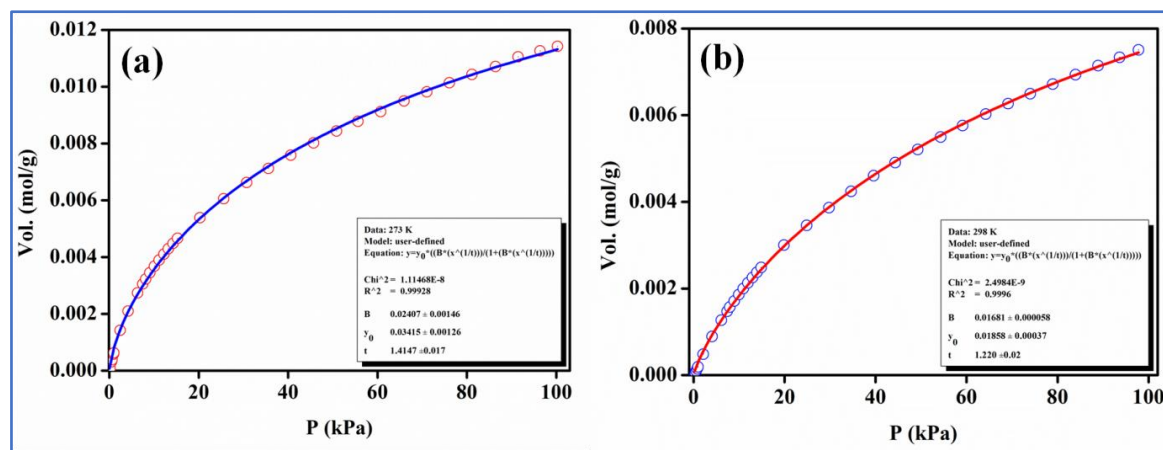 (a)
Vol. (mol/g)
0.012
0.010
0.008
0.006
0.004
0.002
0.000
0 20 40 60 80 100
P (kPa)
Data: 273 K
Model: user-defined
Equation: y=y0*((B*(x^(1/t)))/(1+(B*(x^(1/t)))))
Chi^2 = 1.11468E-8
R^2 = 0.99928
B 0.02407 ± 0.00146
y0 0.03415 ± 0.00126
t 1.4147 ±0.017
(b)
Vol. (mol/g)
0.008
0.006
0.004
0.002
0.000
0 20 40 60 80 100
P (kPa)
Data: 298 K
Model: user-defined
Equation: y=y0*((B*(x^(1/t)))/(1+(B*(x^(1/t)))))
Chi^2 = 2.4984E-9
R^2 = 0.9996
B 0.01681 ± 0.000058
y0 0.01858 ± 0.00037
t 1.220 ±0.02